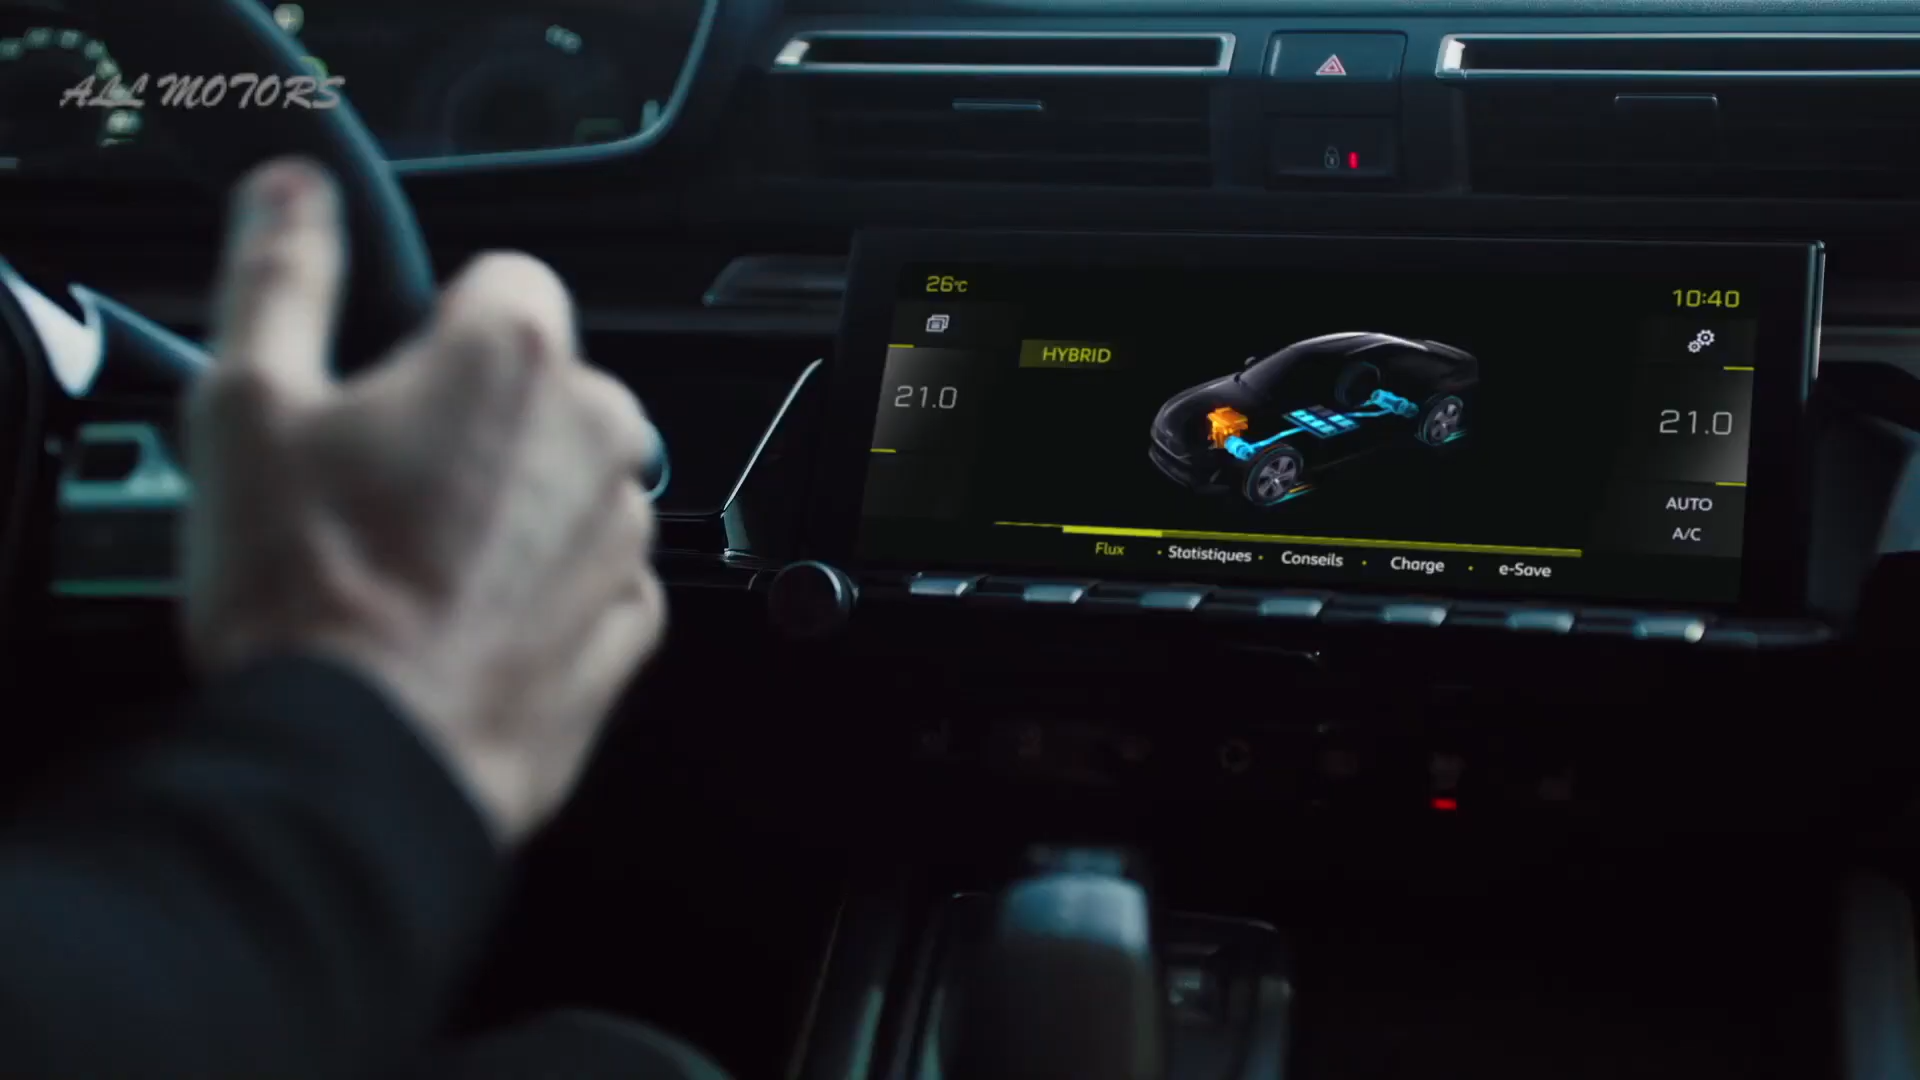 ALL MOTORS
26°C
10:40
HYBRID
21.0
21.0
AUTO
A/C
Flux · Statistiques · Conseils · Charge · e-Save